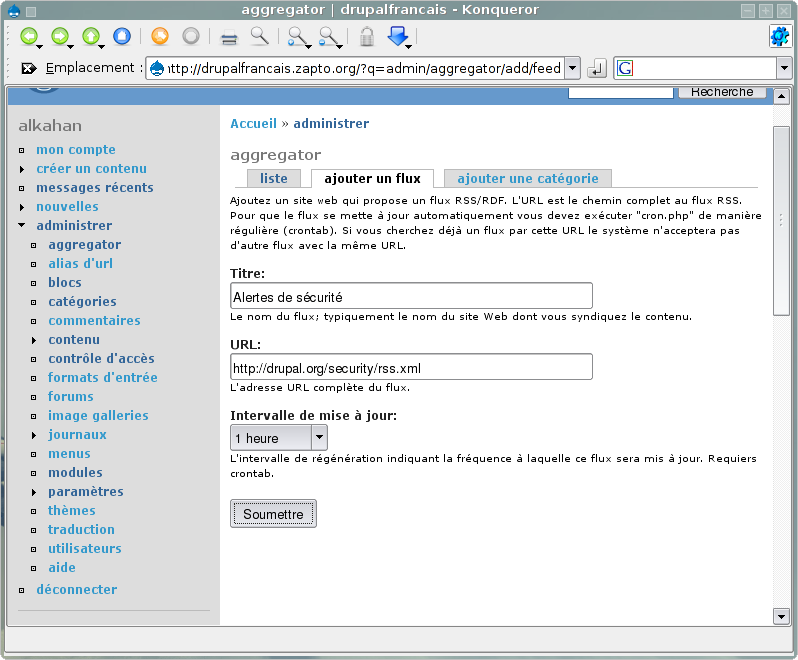 aggregator | drupalfrancais - Konqueror
Emplacement : http://drupalfrancais.zapto.org/?q=admin/aggregator/add/feed
G
Recherche
alkahan
mon compte
créer un contenu
messages récents
nouvelles
administrer
aggregator
alias d'url
blocs
catégories
commentaires
contenu
contrôle d'accès
formats d'entrée
forums
image galleries
journaux
menus
modules
paramètres
thèmes
traduction
utilisateurs
aide
déconnecter
Accueil » administrer
aggregator
liste ajouter un flux ajouter une catégorie
Ajoutez un site web qui propose un flux RSS/RDF. L'URL est le chemin complet au flux RSS.
Pour que le flux se mette à jour automatiquement vous devez exécuter "cron.php" de manière
régulière (crontab). Si vous cherchez déjà un flux par cette URL le système n'acceptera pas
d'autre flux avec la même URL.
Titre:
Alertes de sécurité
Le nom du flux; typiquement le nom du site Web dont vous syndiquez le contenu.
URL:
http://drupal.org/security/rss.xml
L'adresse URL complète du flux.
Intervalle de mise à jour:
1 heure
L'intervalle de régénération indiquant la fréquence à laquelle ce flux sera mis à jour. Requiers
crontab.
Soumettre